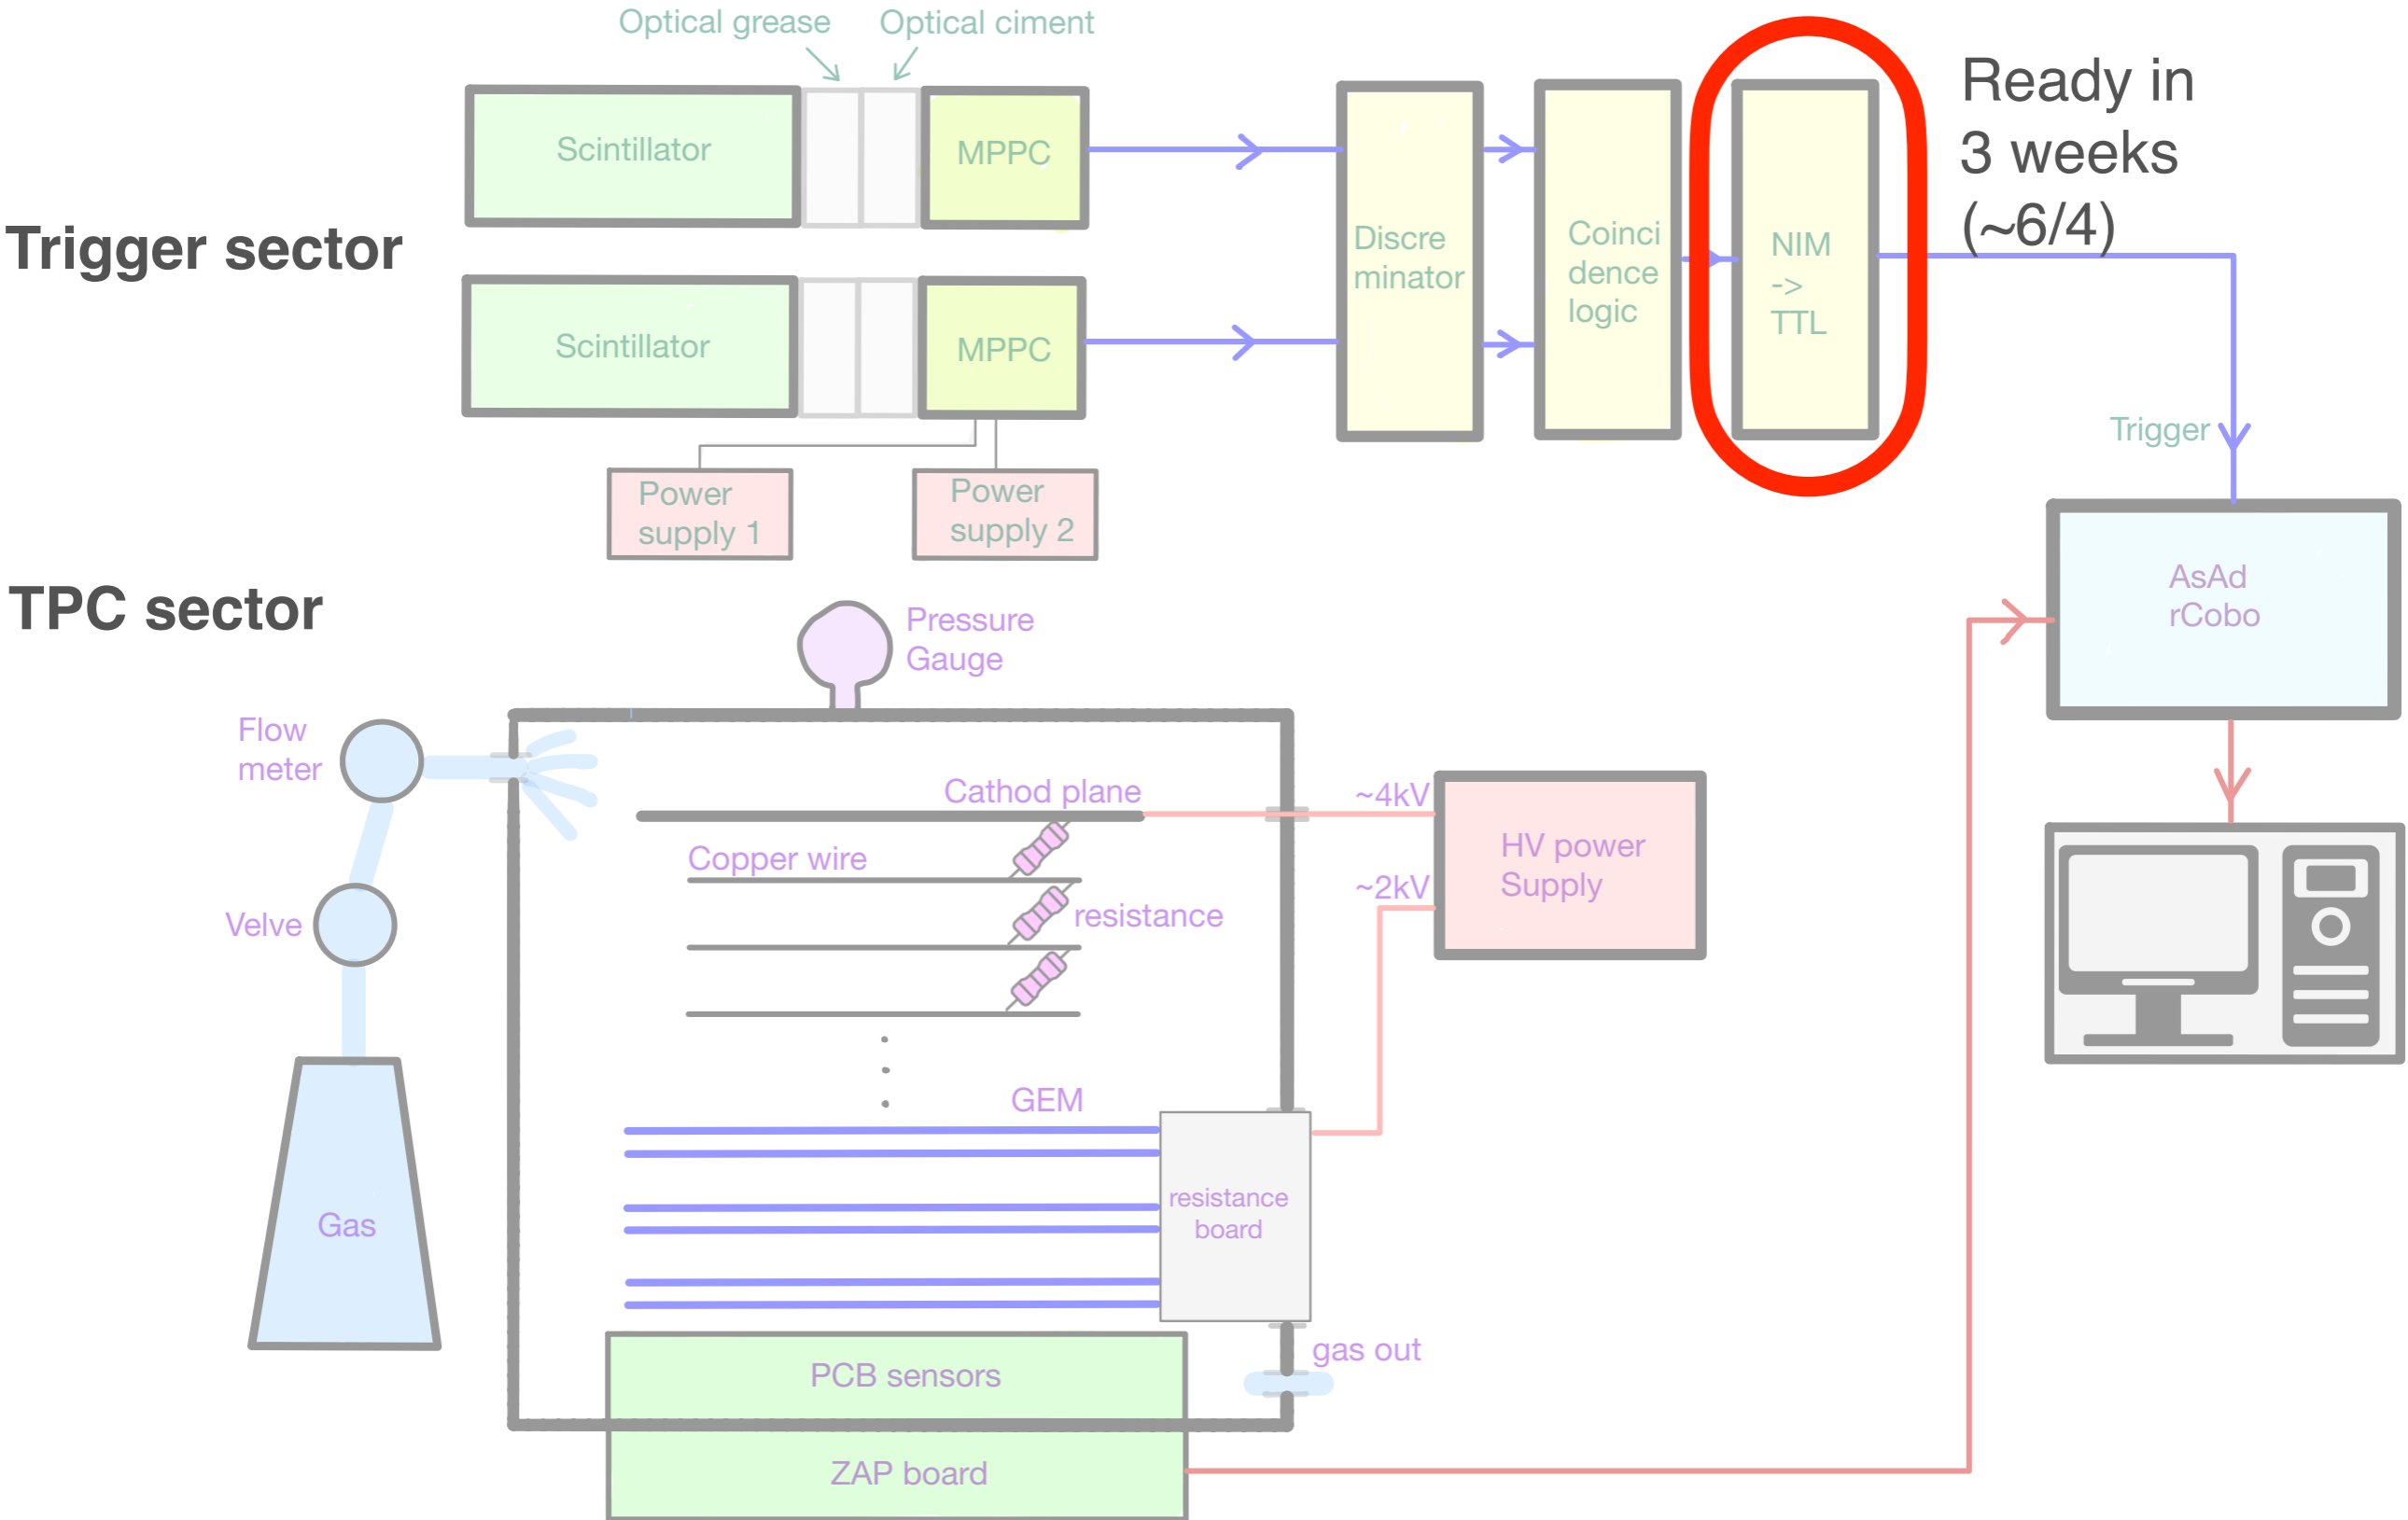 Optical grease
Optical ciment
Scintillator
MPPC
Ready in
3 weeks
(~6/4)
Trigger sector
Discre
minator
Coinci
dence
logic
NIM
->
TTL
Scintillator
MPPC
Trigger
Power
supply 1
Power
supply 2
TPC sector
AsAd
rCobo
Pressure
Gauge
Flow
meter
Cathod plane
~4kV
HV power
Supply
Copper wire
~2kV
resistance
Velve
GEM
resistance
board
Gas
gas out
PCB sensors
ZAP board